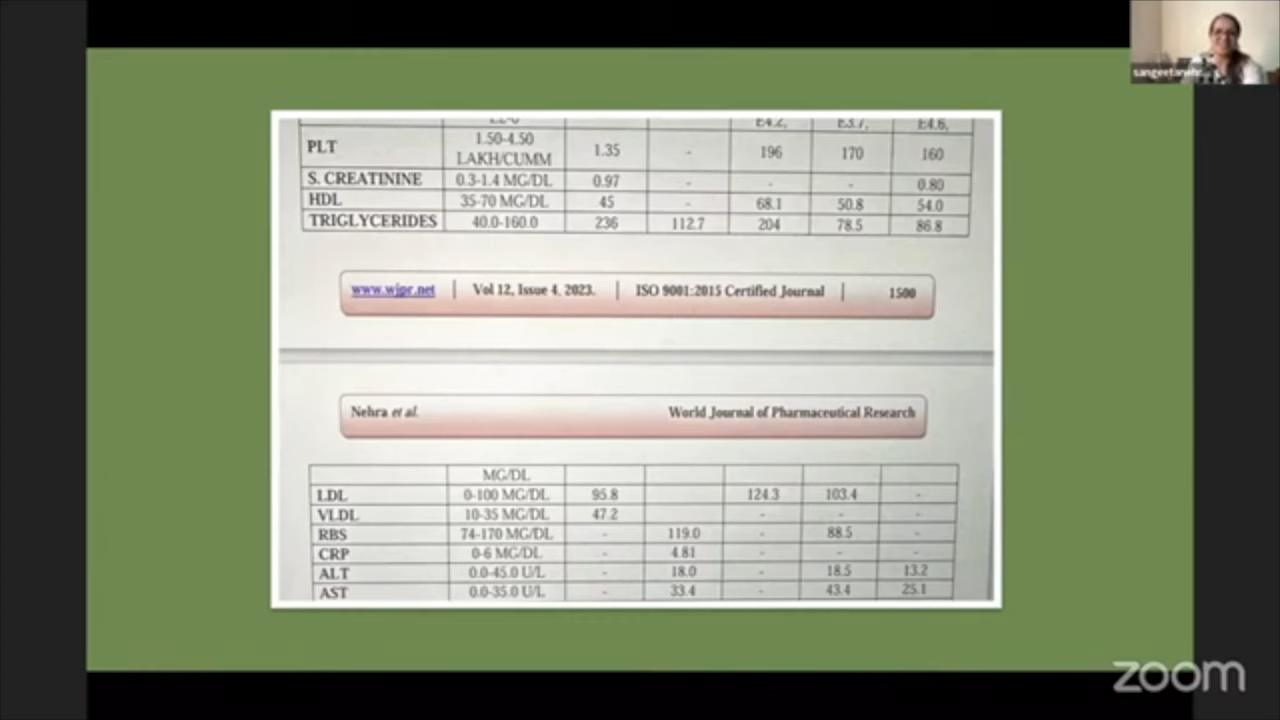 E4.2, E3.7, E4.6,
PLT 1.50-4.50 LAKH/CUMM 1.35 - 196 170 160
S. CREATININE 0.3-1.4 MG/DL 0.97 - - - 0.80
HDL 35-70 MG/DL 45 - 68.1 50.8 54.0
TRIGLYCERIDES 40.0-160.0 236 112.7 204 78.5 86.8
www.wjpr.net | Vol 12, Issue 4, 2023. | ISO 9001:2015 Certified Journal | 1500
Nehra et al. World Journal of Pharmaceutical Research
MG/DL
LDL 0-100 MG/DL 95.8 124.3 103.4 -
VLDL 10-35 MG/DL 47.2 - - -
RBS 74-170 MG/DL - 119.0 - 88.5 -
CRP 0-6 MG/DL - 4.81 - - -
ALT 0.0-45.0 U/L - 18.0 - 18.5 13.2
AST 0.0-35.0 U/L - 33.4 - 43.4 25.1
zoom